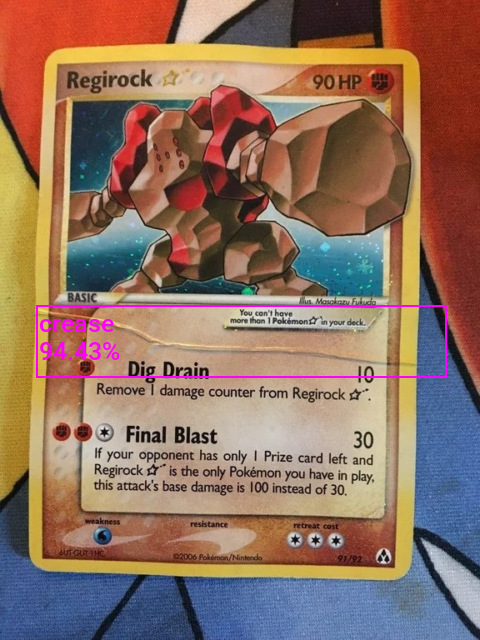 Regirock ☆
90 HP
BASIC
Illus. Masakazu Fukuda
You can't have
more than 1 Pokémon☆ in your deck.
crease
94.43%
Dig Drain 10
Remove 1 damage counter from Regirock ☆.
Final Blast 30
If your opponent has only 1 Prize card left and
Regirock ☆ is the only Pokémon you have in play,
this attack's base damage is 100 instead of 30.
weakness resistance retreat cost
©2006 Pokémon/Nintendo
91/92